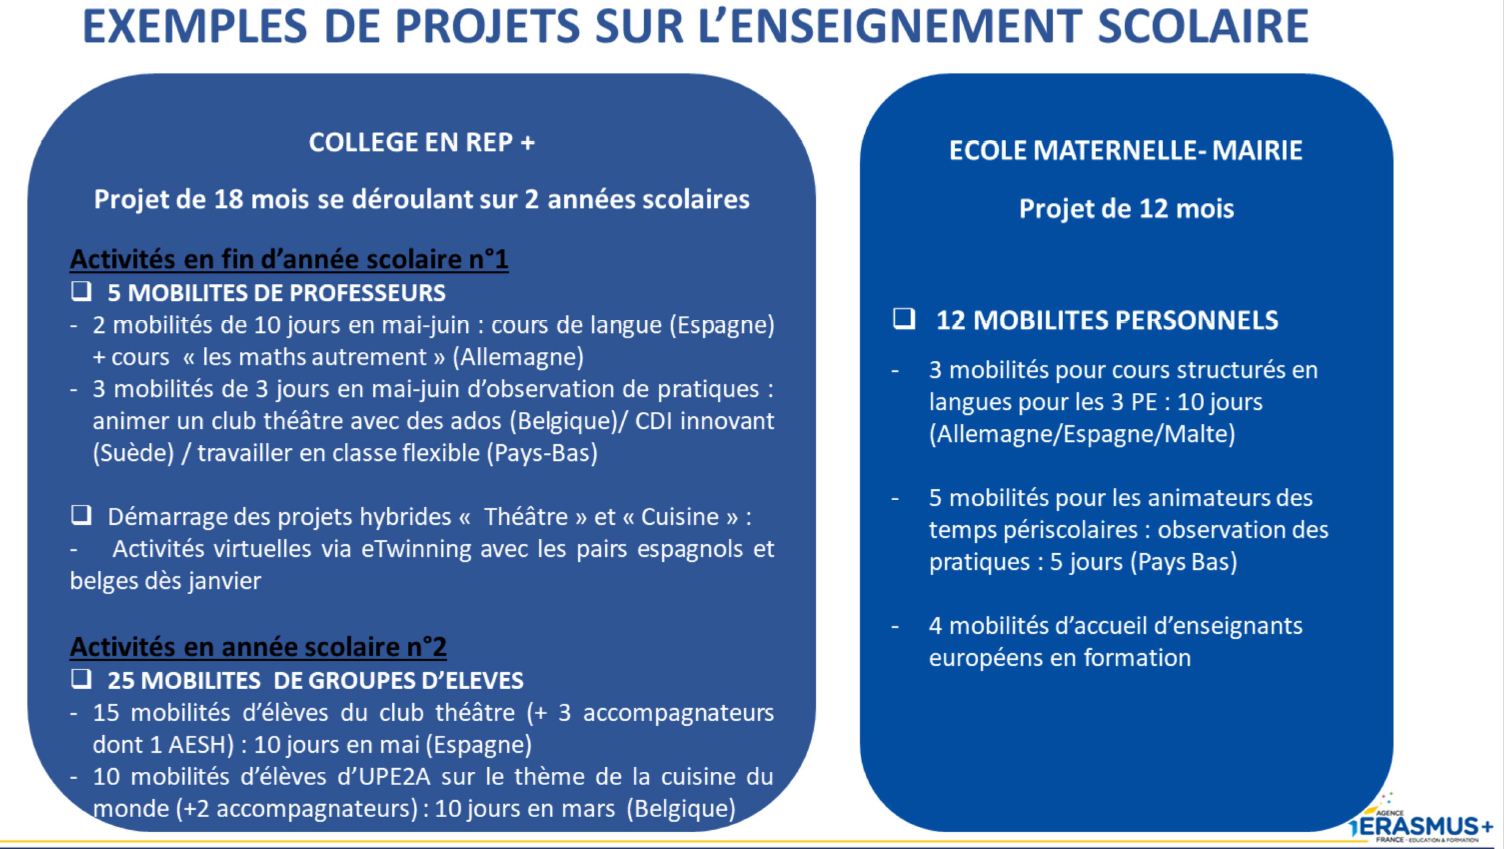 EXEMPLES DE PROJETS SUR L’ENSEIGNEMENT SCOLAIRE
COLLEGE EN REP +
Projet de 18 mois se déroulant sur 2 années scolaires
Activités en fin d’année scolaire n°1
❑ 5 MOBILITES DE PROFESSEURS
- 2 mobilités de 10 jours en mai-juin : cours de langue (Espagne)
+ cours « les maths autrement » (Allemagne)
- 3 mobilités de 3 jours en mai-juin d’observation de pratiques :
animer un club théâtre avec des ados (Belgique)/ CDI innovant
(Suède) / travailler en classe flexible (Pays-Bas)
❑ Démarrage des projets hybrides « Théâtre » et « Cuisine » :
- Activités virtuelles via eTwinning avec les pairs espagnols et
belges dès janvier
Activités en année scolaire n°2
❑ 25 MOBILITES DE GROUPES D’ELEVES
- 15 mobilités d’élèves du club théâtre (+ 3 accompagnateurs
dont 1 AESH) : 10 jours en mai (Espagne)
- 10 mobilités d’élèves d’UPE2A sur le thème de la cuisine du
monde (+2 accompagnateurs) : 10 jours en mars (Belgique)
ECOLE MATERNELLE- MAIRIE
Projet de 12 mois
❑ 12 MOBILITES PERSONNELS
- 3 mobilités pour cours structurés en
langues pour les 3 PE : 10 jours
(Allemagne/Espagne/Malte)
- 5 mobilités pour les animateurs des
temps périscolaires : observation des
pratiques : 5 jours (Pays Bas)
- 4 mobilités d’accueil d’enseignants
européens en formation
AGENCE
ERASMUS+
FRANCE - EDUCATION & FORMATION